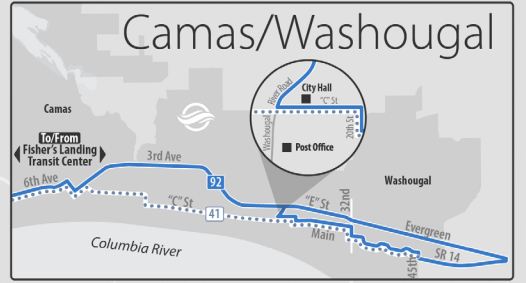 Camas/Washougal
River Road
City Hall
"C" St
Washougal
20th St
Post Office
Camas
To/From
Fisher's Landing
Transit Center
3rd Ave
6th Ave
92
Washougal
"C" St
41
"E" St
32nd
Main
Evergreen
SR 14
45th
Columbia River